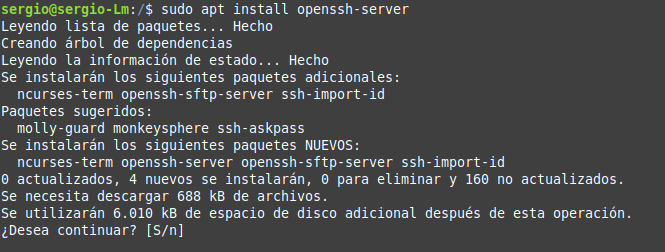 sergio@sergio-Lm:/$ sudo apt install openssh-server
Leyendo lista de paquetes... Hecho
Creando árbol de dependencias
Leyendo la información de estado... Hecho
Se instalarán los siguientes paquetes adicionales:
  ncurses-term openssh-sftp-server ssh-import-id
Paquetes sugeridos:
  molly-guard monkeysphere ssh-askpass
Se instalarán los siguientes paquetes NUEVOS:
  ncurses-term openssh-server openssh-sftp-server ssh-import-id
0 actualizados, 4 nuevos se instalarán, 0 para eliminar y 160 no actualizados.
Se necesita descargar 688 kB de archivos.
Se utilizarán 6.010 kB de espacio de disco adicional después de esta operación.
¿Desea continuar? [S/n]